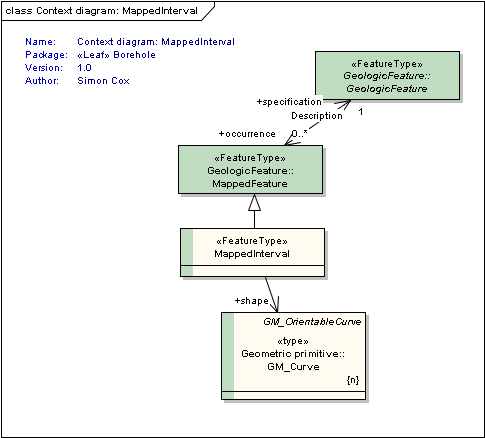 class Context diagram: MappedInterval
Name: Context diagram: MappedInterval
Package: «Leaf» Borehole
Version: 1.0
Author: Simon Cox
«FeatureType»
GeologicFeature::
GeologicFeature
+specification
Description 1
+occurrence 0..*
«FeatureType»
GeologicFeature::
MappedFeature
«FeatureType»
MappedInterval
+shape
GM_OrientableCurve
«type»
Geometric primitive::
GM_Curve
{n}